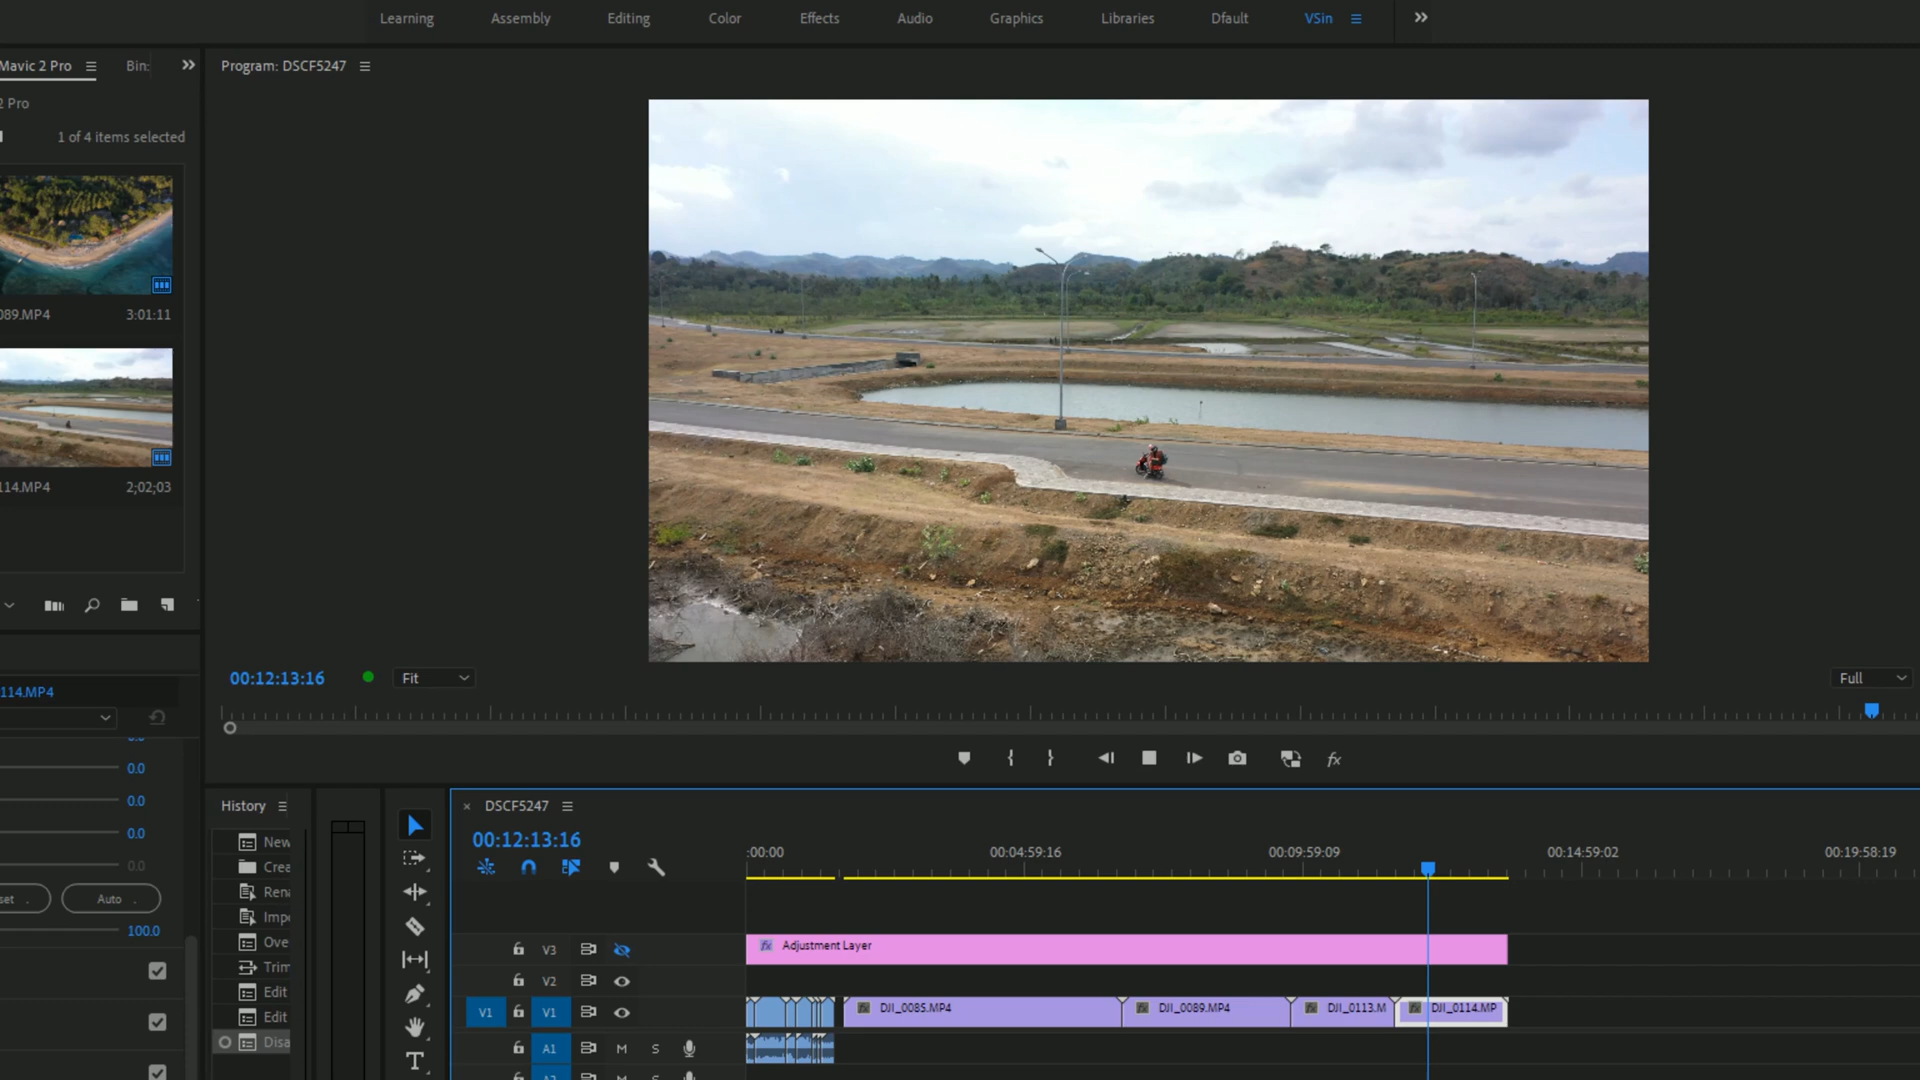 Learning Assembly Editing Color Effects Audio Graphics Libraries Dfault VSin
Mavic 2 Pro Bin:
Program: DSCF5247
2 Pro
1 of 4 items selected
089.MP4 3:01:11
114.MP4 2;02;03
00:12:13:16 Fit Full
114.MP4
0.0
0.0
0.0
0.0
set Auto
100.0
History
New
Crea
Rena
Impo
Ove
Trim
Edit
Edit
Disa
DSCF5247
00:12:13:16
:00:00 00:04:59:16 00:09:59:09 00:14:59:02 00:19:58:19
V3 fx Adjustment Layer
V2
V1 V1 DJI_0085.MP4 DJI_0089.MP4 DJI_0113.M DJI_0114.MP
A1 M S